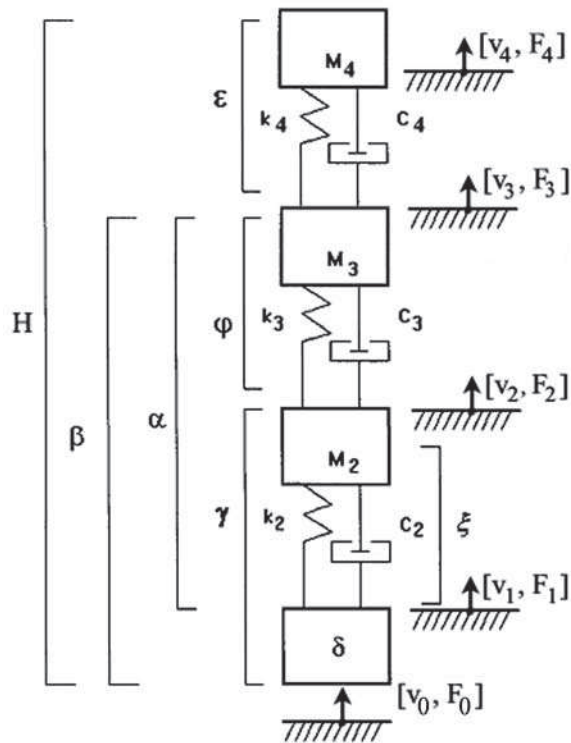 M₄
[v₄, F₄]
ε
k₄
C₄
[v₃, F₃]
M₃
H
φ
k₃
C₃
[v₂, F₂]
α
β
M₂
γ
k₂
C₂
ξ
[v₁, F₁]
δ
[v₀, F₀]